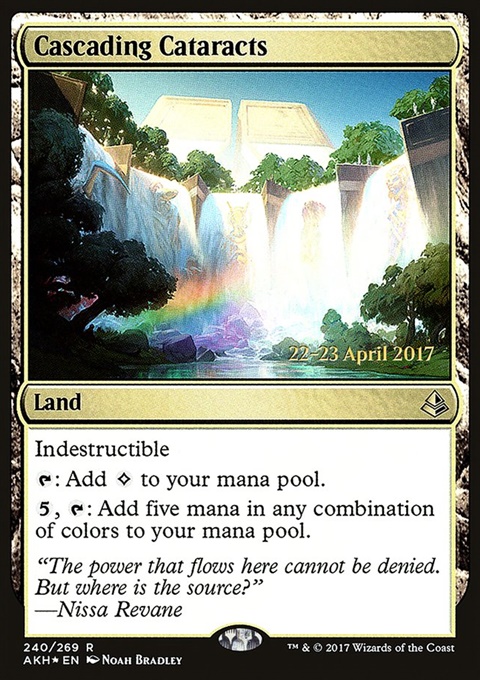 Cascading Cataracts
22–23 April 2017
Land
Indestructible
: Add to your mana pool.
5, : Add five mana in any combination
of colors to your mana pool.
“The power that flows here cannot be denied.
But where is the source?”
—Nissa Revane
240/269 R
AKH★EN Noah Bradley
™ & © 2017 Wizards of the Coast